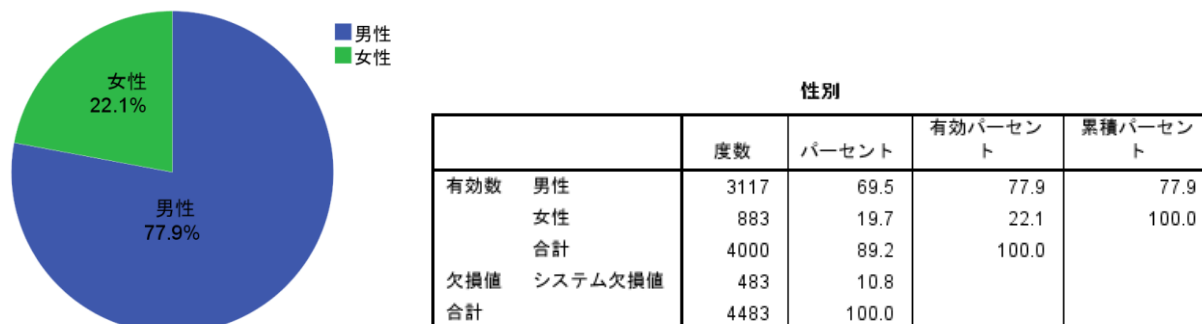 男性
女性
女性
22.1%
男性
77.9%
性別
度数 パーセント 有効パーセン
ト 累積パーセン
ト
有効数 男性 3117 69.5 77.9 77.9
女性 883 19.7 22.1 100.0
合計 4000 89.2 100.0
欠損値 システム欠損値 483 10.8
合計 4483 100.0